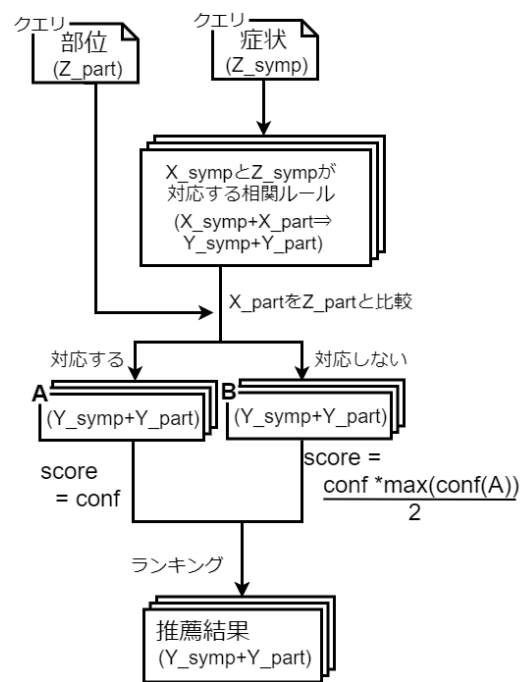 クエリ
部位
(Z_part)
クエリ
症状
(Z_symp)
X_sympとZ_sympが
対応する相関ルール
(X_symp+X_part⇒
Y_symp+Y_part)
X_partをZ_partと比較
対応する
対応しない
A
(Y_symp+Y_part)
B
(Y_symp+Y_part)
score
= conf
score =
conf *max(conf(A))
2
ランキング
推薦結果
(Y_symp+Y_part)